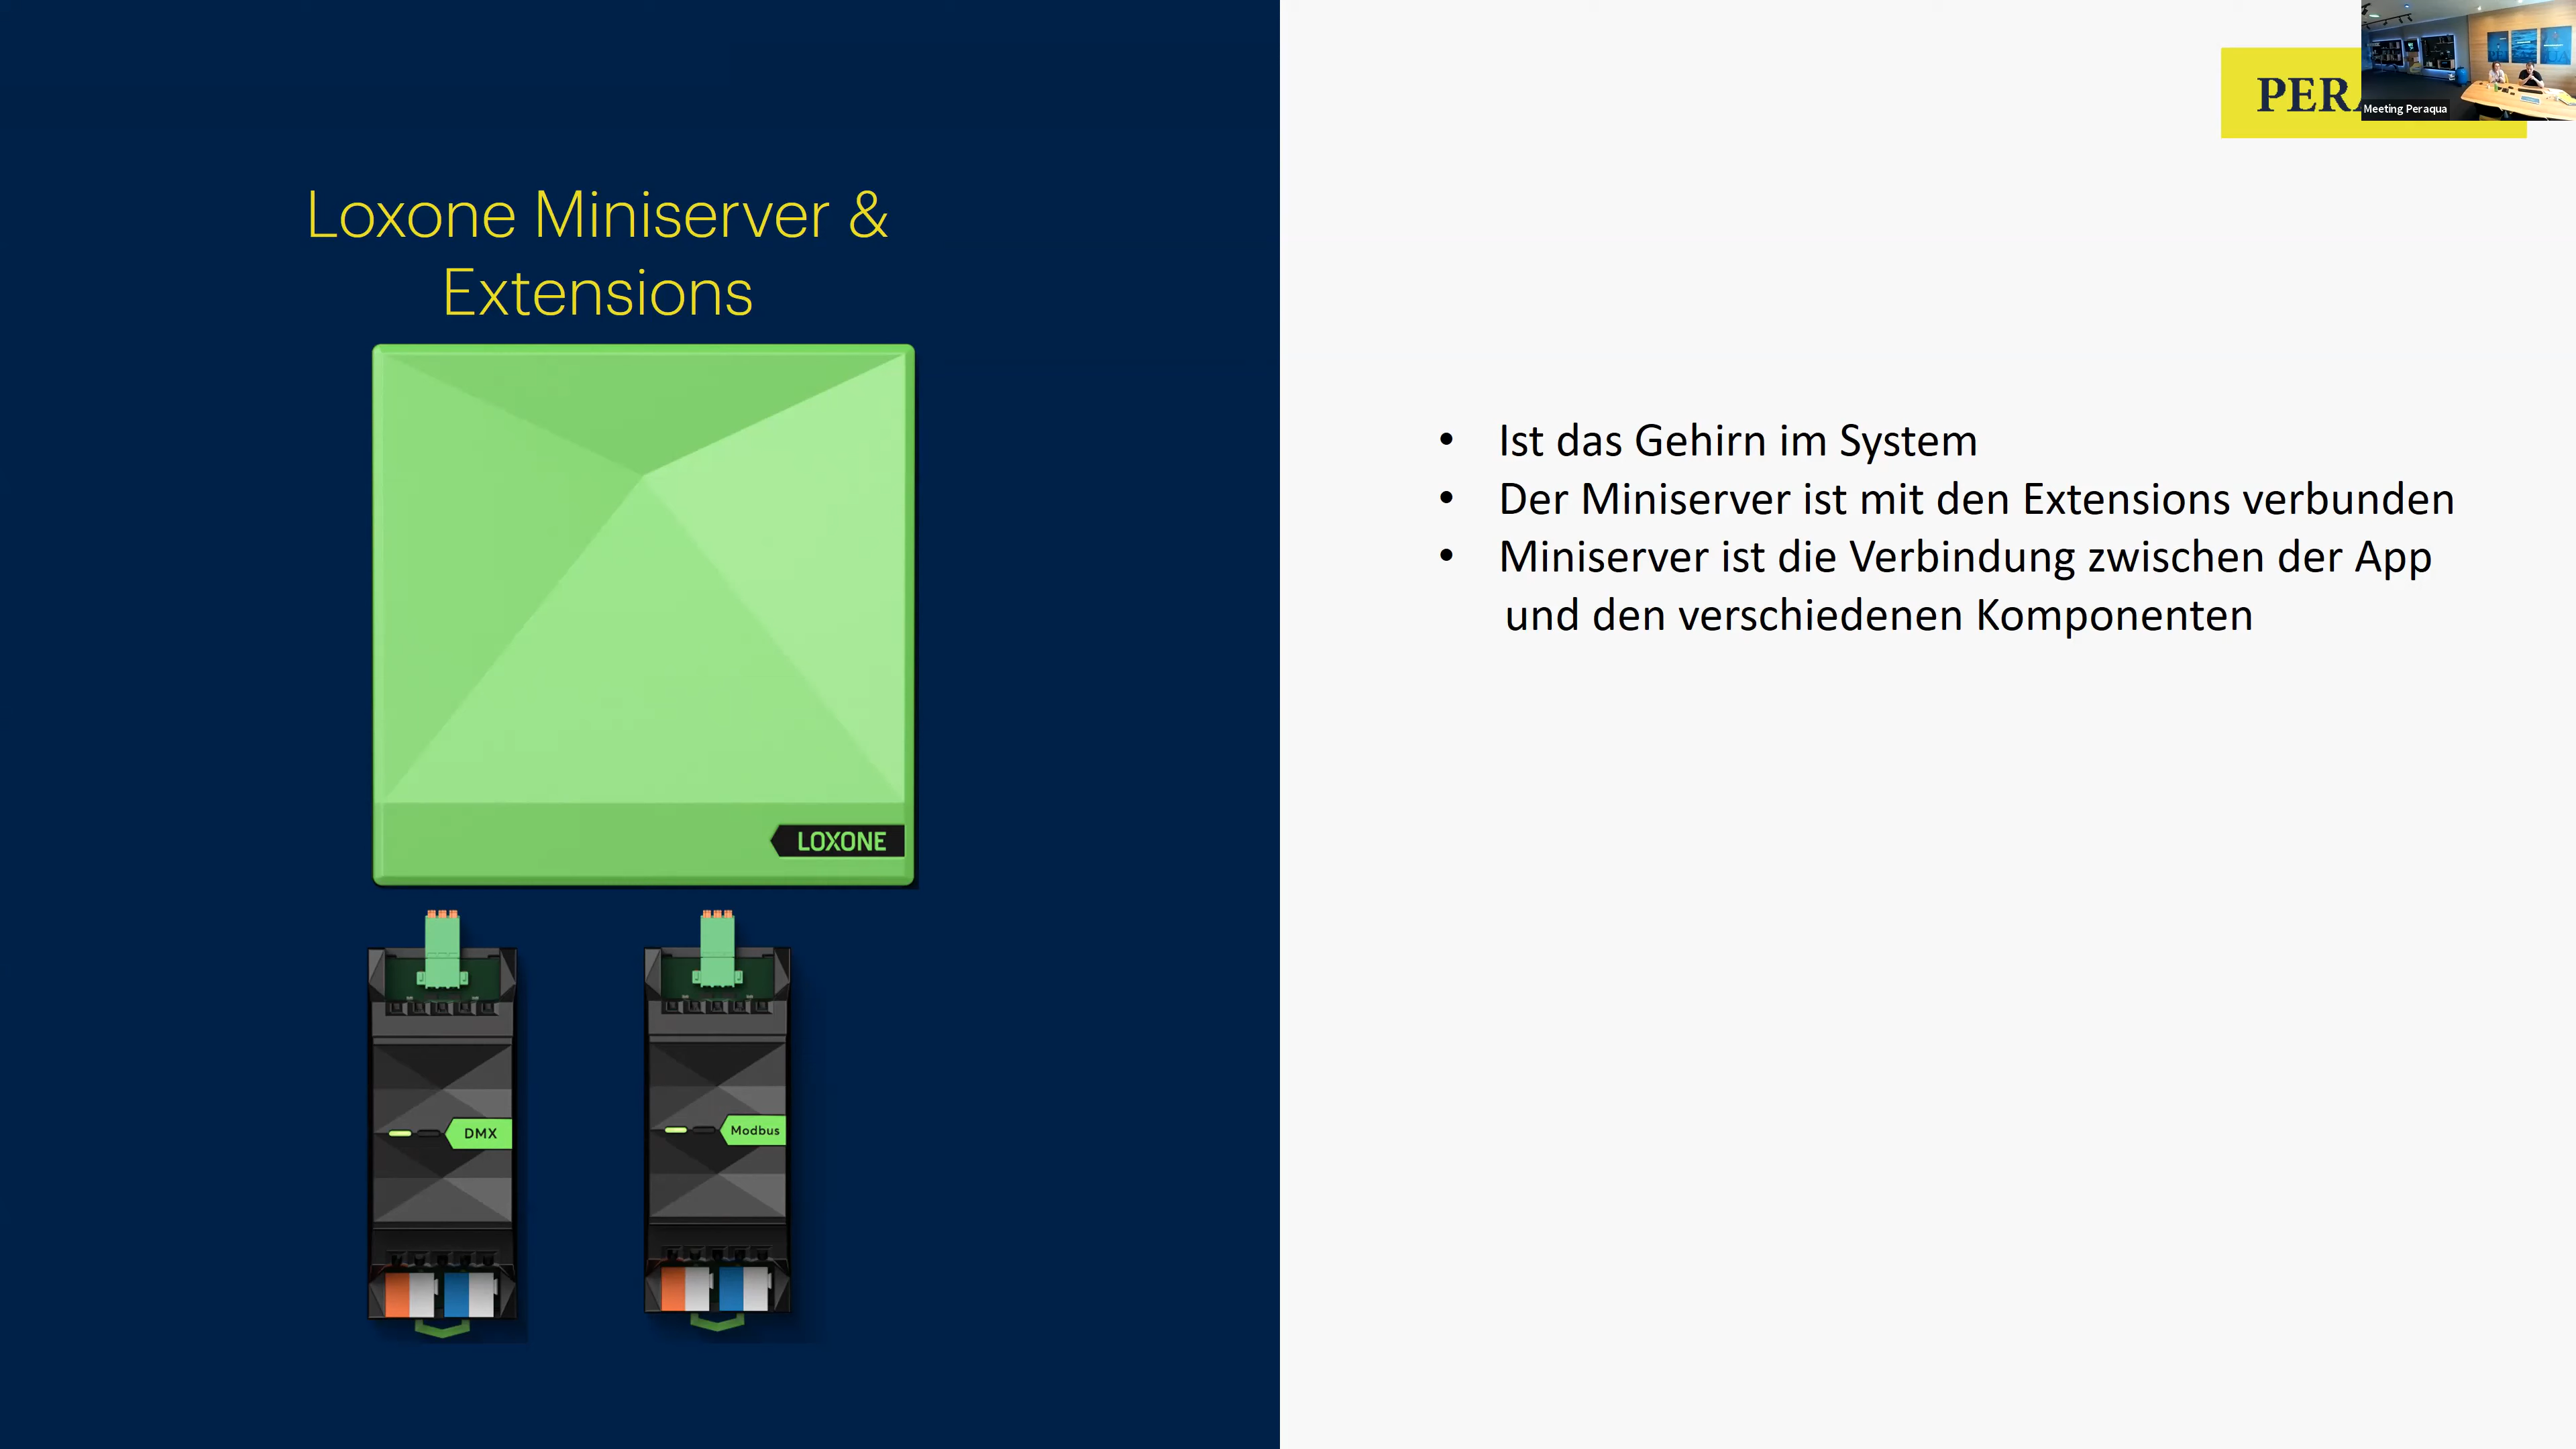 Loxone Miniserver &
Extensions
LOXONE
DMX
Modbus
Meeting Peraqua
• Ist das Gehirn im System
• Der Miniserver ist mit den Extensions verbunden
• Miniserver ist die Verbindung zwischen der App
und den verschiedenen Komponenten